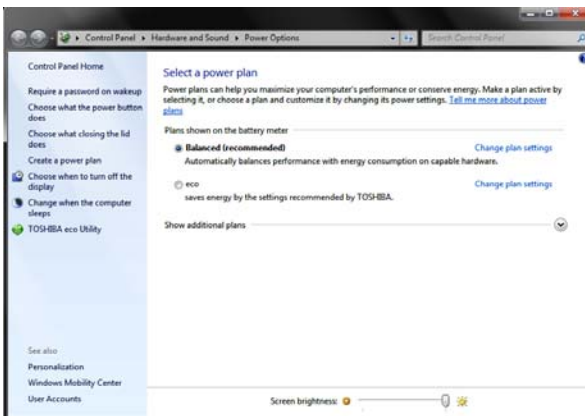 Control Panel ▸ Hardware and Sound ▸ Power Options
Search Control Panel
Control Panel Home
Require a password on wakeup
Choose what the power button
does
Choose what closing the lid
does
Create a power plan
Choose when to turn off the
display
Change when the computer
sleeps
TOSHIBA eco Utility
See also
Personalization
Windows Mobility Center
User Accounts
Select a power plan
Power plans can help you maximize your computer's performance or conserve energy. Make a plan active by
selecting it, or choose a plan and customize it by changing its power settings. Tell me more about power
plans
Plans shown on the battery meter
Balanced (recommended) Change plan settings
Automatically balances performance with energy consumption on capable hardware.
eco Change plan settings
saves energy by the settings recommended by TOSHIBA.
Show additional plans
Screen brightness: